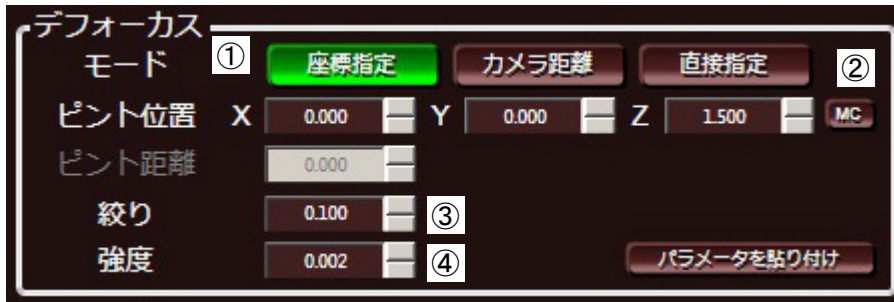 デフォーカス
モード ① 座標指定 カメラ距離 直接指定 ②
ピント位置 X 0.000 Y 0.000 Z 1.500 MC
ピント距離 0.000
絞り 0.100 ③
強度 0.002 ④ パラメータを貼り付け